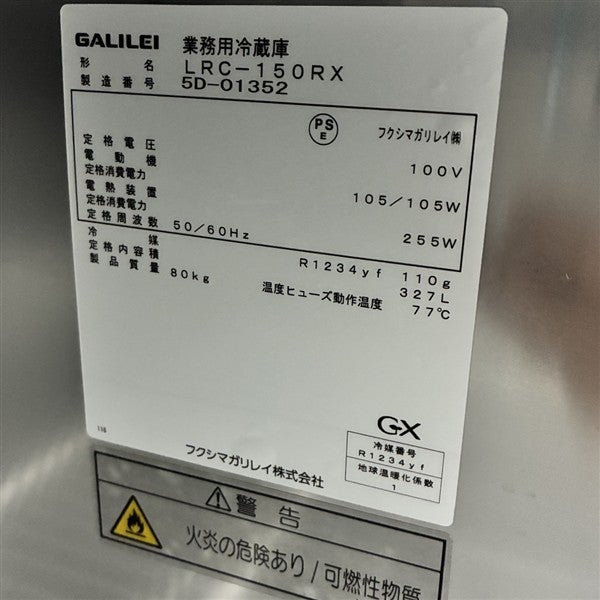 GALILEI 業務用冷蔵庫
形名 LRC-150RX
製造番号 5D-01352
PS E フクシマガリレイ㈱
定格電圧 100V
電動機
定格消費電力 105/105W
電熱装置
定格消費電力 255W
定格周波数 50/60Hz
冷媒 R1234yf 110g
定格内容積 327L
製品質量 80kg 温度ヒューズ動作温度 77℃
GX
冷媒番号
R1234yf
地球温暖化係数
1
116
フクシマガリレイ株式会社
警告
火炎の危険あり/可燃性物質